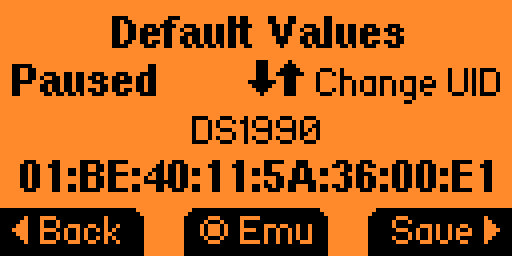 Default Values
Paused Change UID
DS1990
01:BE:40:11:5A:36:00:E1
Back Emu Save